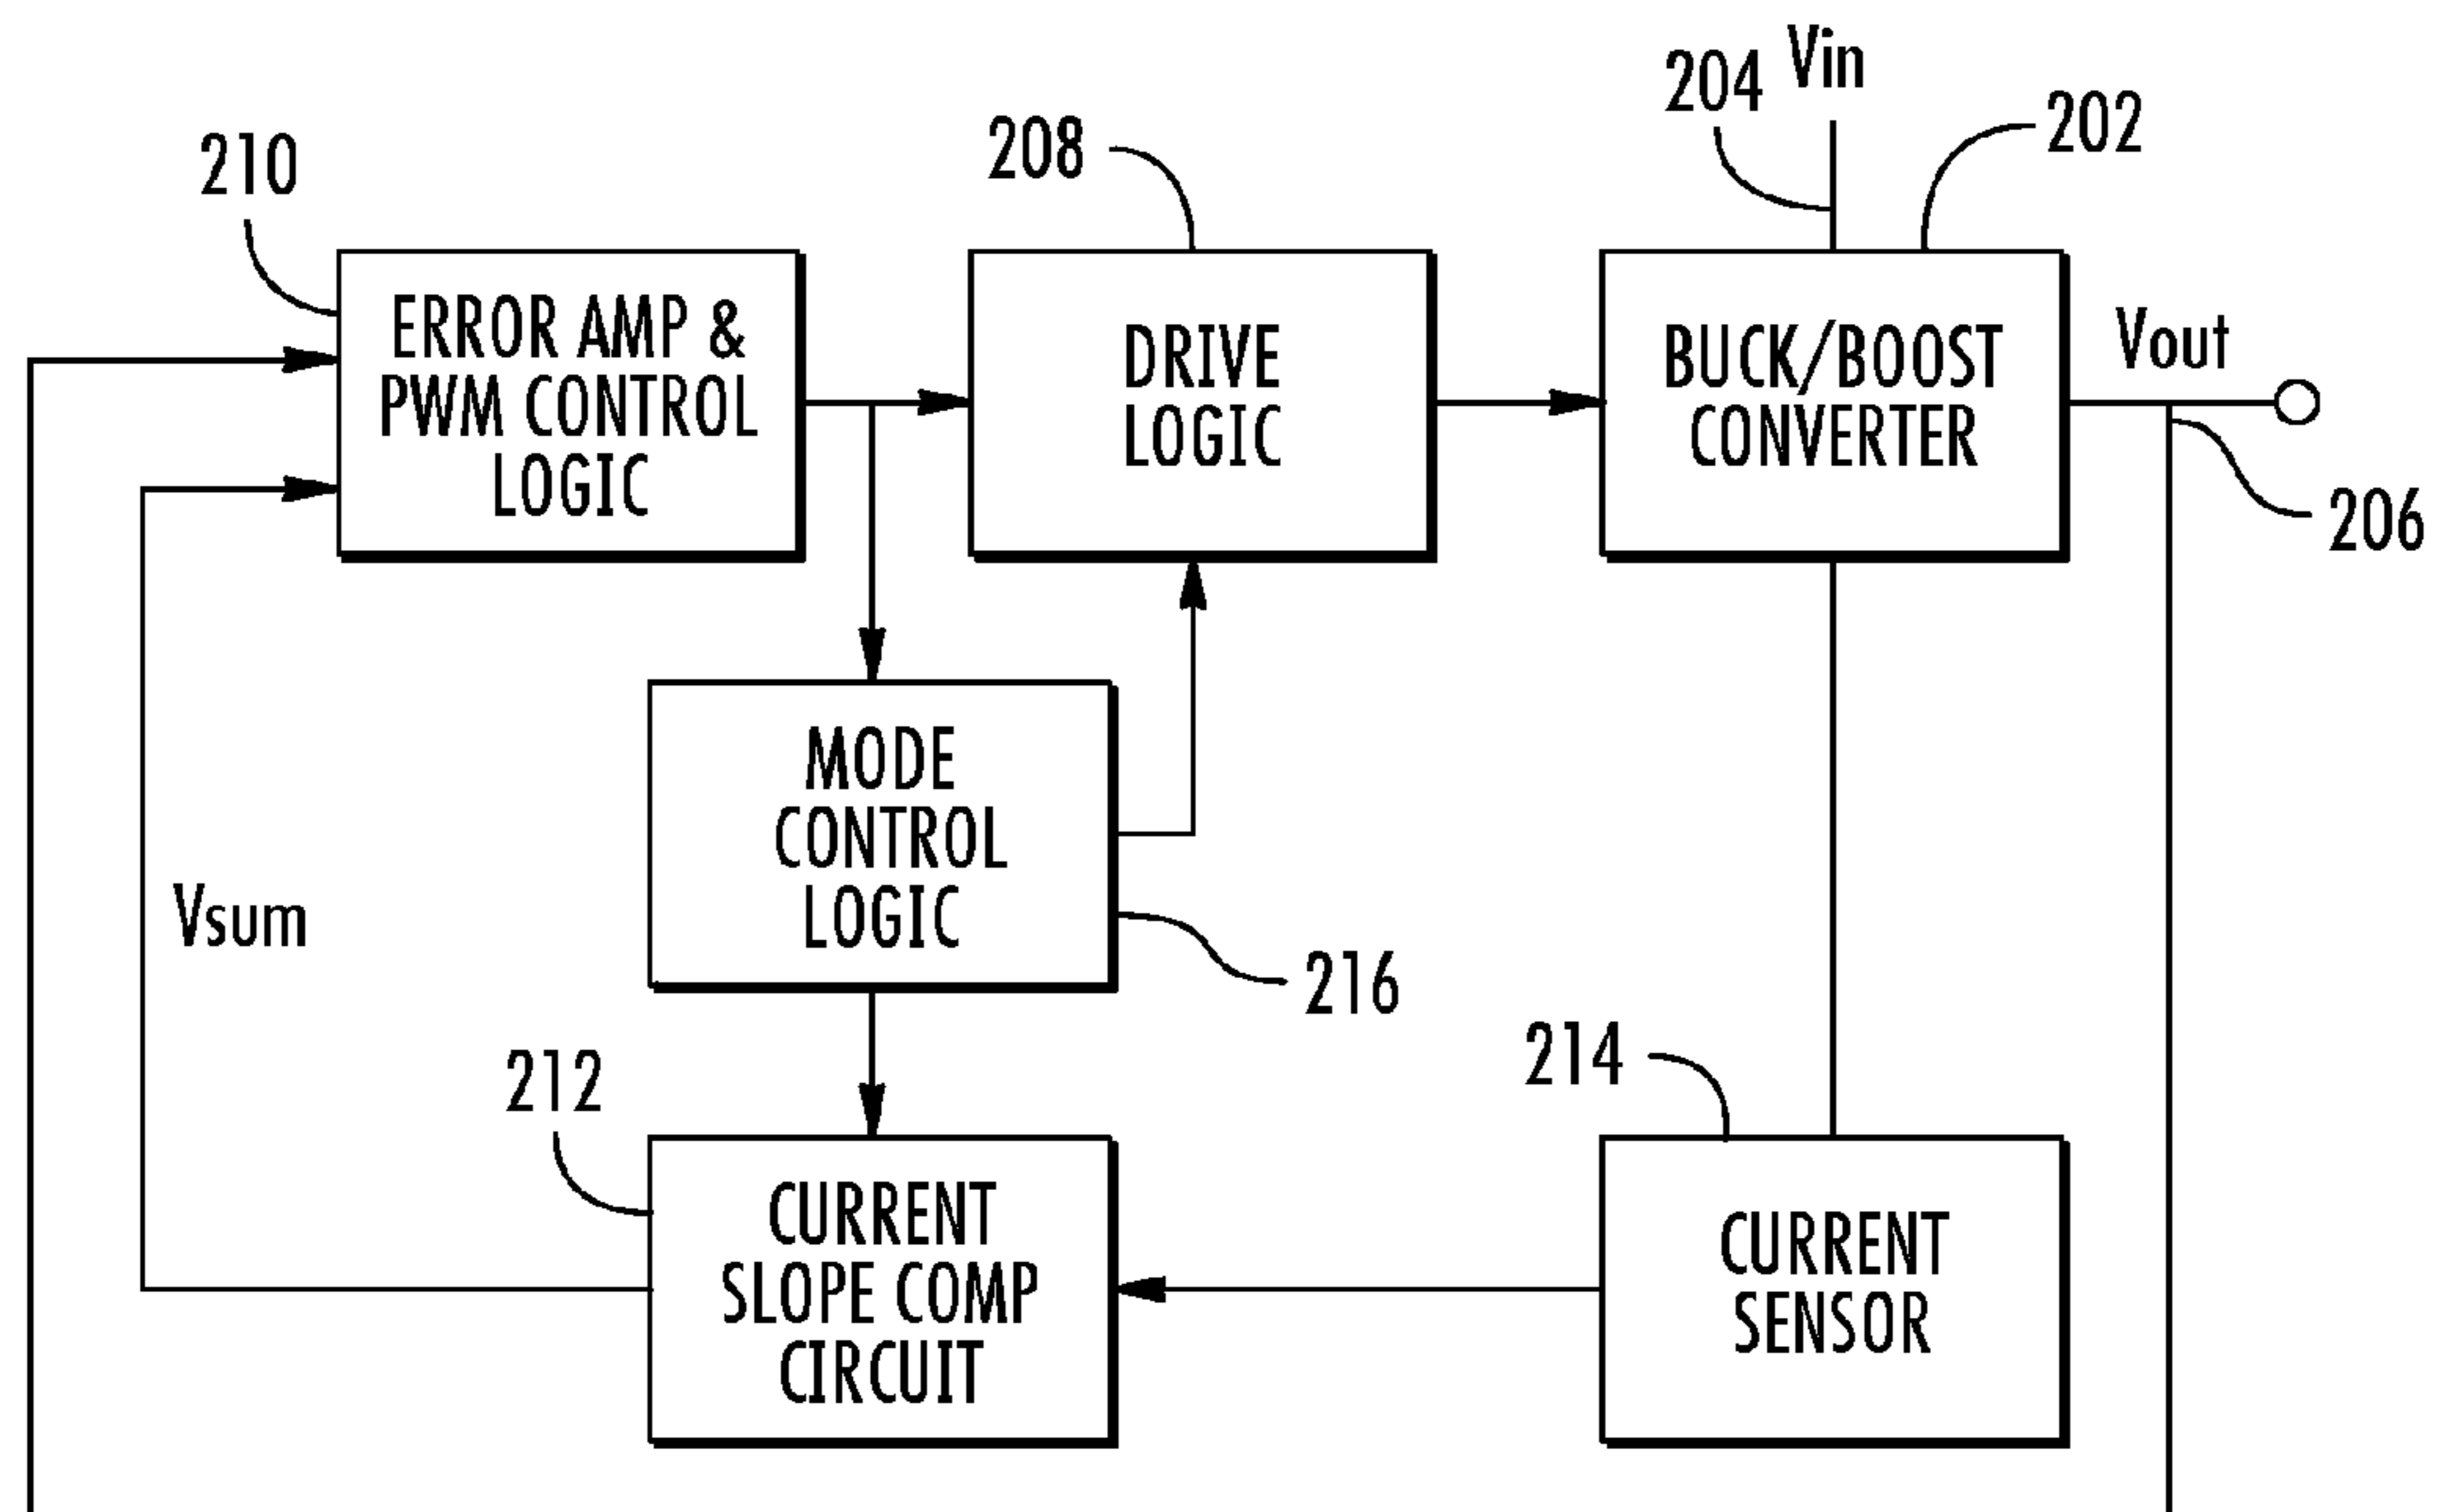 204
Vin
202
208
210
ERROR AMP &
PWM CONTROL
LOGIC
DRIVE
LOGIC
BUCK/BOOST
CONVERTER
Vout
206
MODE
CONTROL
LOGIC
Vsum
216
214
212
CURRENT
SLOPE COMP
CIRCUIT
CURRENT
SENSOR